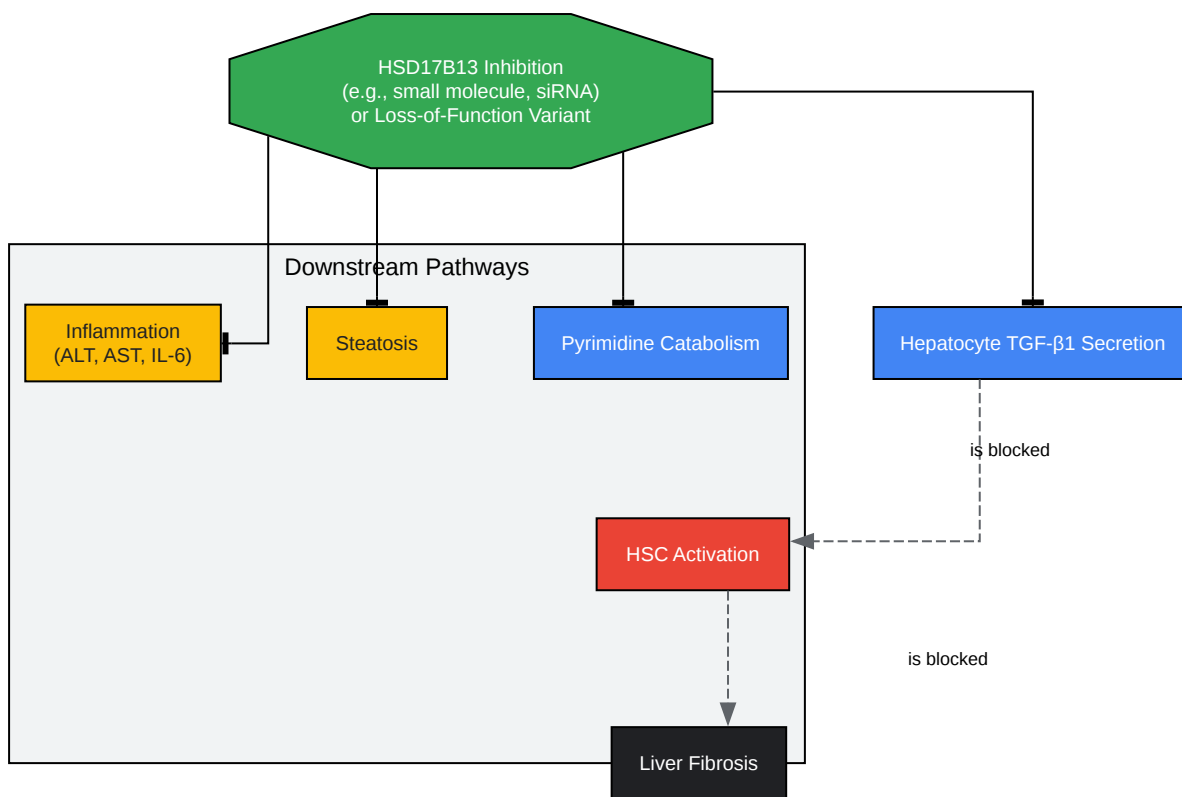 HSD17B13 Inhibition
(e.g., small molecule, siRNA)
or Loss-of-Function Variant
Downstream Pathways
Inflammation
(ALT, AST, IL-6)
Steatosis
Pyrimidine Catabolism
Hepatocyte TGF-β1 Secretion
is blocked
HSC Activation
is blocked
Liver Fibrosis